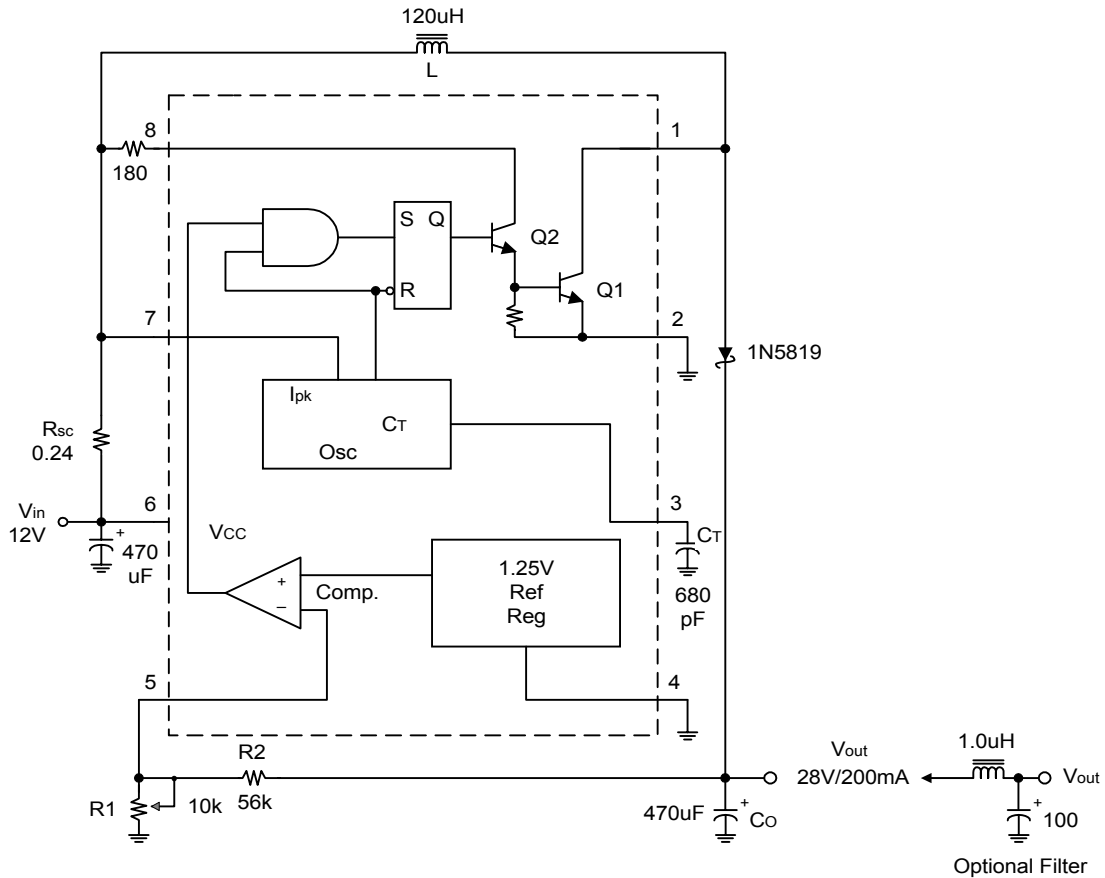 120uH
L
8
1
180
S Q
R
Q2
Q1
7
2
1N5819
Ipk
CT
Osc
Rsc
0.24
Vin
12V
6
3
470
uF
VCC
CT
680
pF
+
+
−
Comp.
1.25V
Ref
Reg
5
4
R2
56k
R1
10k
Vout
28V/200mA
1.0uH
Vout
470uF
+
CO
+
100
Optional Filter